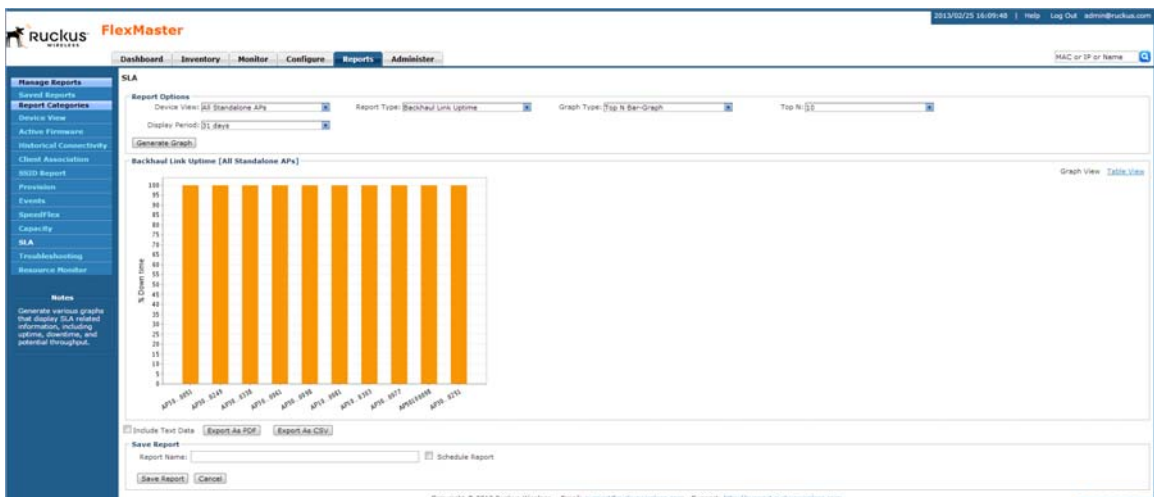 2013/02/25 16:09:48 | Help Log Out admin@ruckus.com
Ruckus
WIRELESS
FlexMaster
Dashboard Inventory Monitor Configure Reports Administer
MAC or IP or Name
Manage Reports
Saved Reports
Report Categories
Device View
Active Firmware
Historical Connectivity
Client Association
SSID Report
Provision
Events
SpeedFlex
Capacity
SLA
Troubleshooting
Resource Monitor
Notes
Generate various graphs
that display SLA related
information, including
uptime, downtime, and
potential throughput.
SLA
Report Options
Device View: All Standalone APs
Report Type: Backhaul Link Uptime
Graph Type: Top N Bar-Graph
Top N: 10
Display Period: 31 days
Generate Graph
Backhaul Link Uptime [All Standalone APs]
Graph View Table View
% Down time
100
95
90
85
80
75
70
65
60
55
50
45
40
35
30
25
20
15
10
5
0
Include Text Data Export As PDF Export As CSV
Save Report
Report Name:
Schedule Report
Save Report Cancel